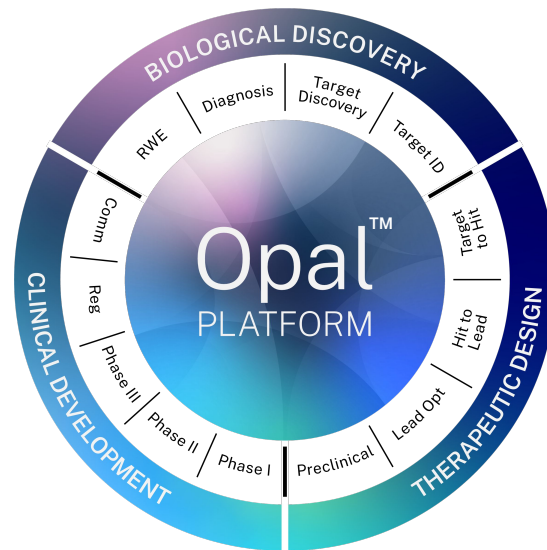 BIOLOGICAL DISCOVERY
RWE
Diagnosis
Target
Discovery
Target ID
THERAPEUTIC DESIGN
Target
to Hit
Hit to
Lead
Lead Opt
Preclinical
CLINICAL DEVELOPMENT
Phase I
Phase II
Phase III
Reg
Comm
Opal™
PLATFORM